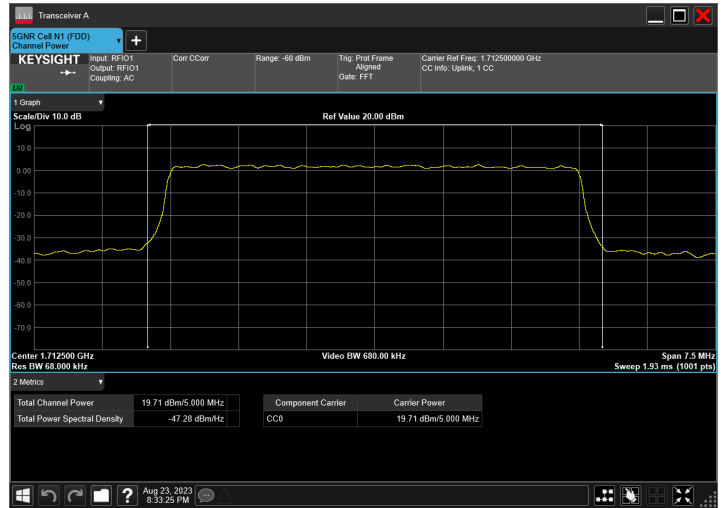 Transceiver A
5GNR Cell N1 (FDD)
Channel Power
KEYSIGHT
LXI
Input: RFIO1
Output: RFIO1
Coupling: AC
Corr CCorr
Range: -60 dBm
Trig: Prot Frame
Aligned
Gate: FFT
Carrier Ref Freq: 1.712500000 GHz
CC Info: Uplink, 1 CC
1 Graph
Scale/Div 10.0 dB
Ref Value 20.00 dBm
Log
10.0
0.00
-10.0
-20.0
-30.0
-40.0
-50.0
-60.0
-70.0
Center 1.712500 GHz
Video BW 680.00 kHz
Span 7.5 MHz
Res BW 68.000 kHz
Sweep 1.93 ms (1001 pts)
2 Metrics
Total Channel Power 19.71 dBm/5.000 MHz
Total Power Spectral Density -47.28 dBm/Hz
Component Carrier Carrier Power
CC0 19.71 dBm/5.000 MHz
Aug 23, 2023
8:33:25 PM